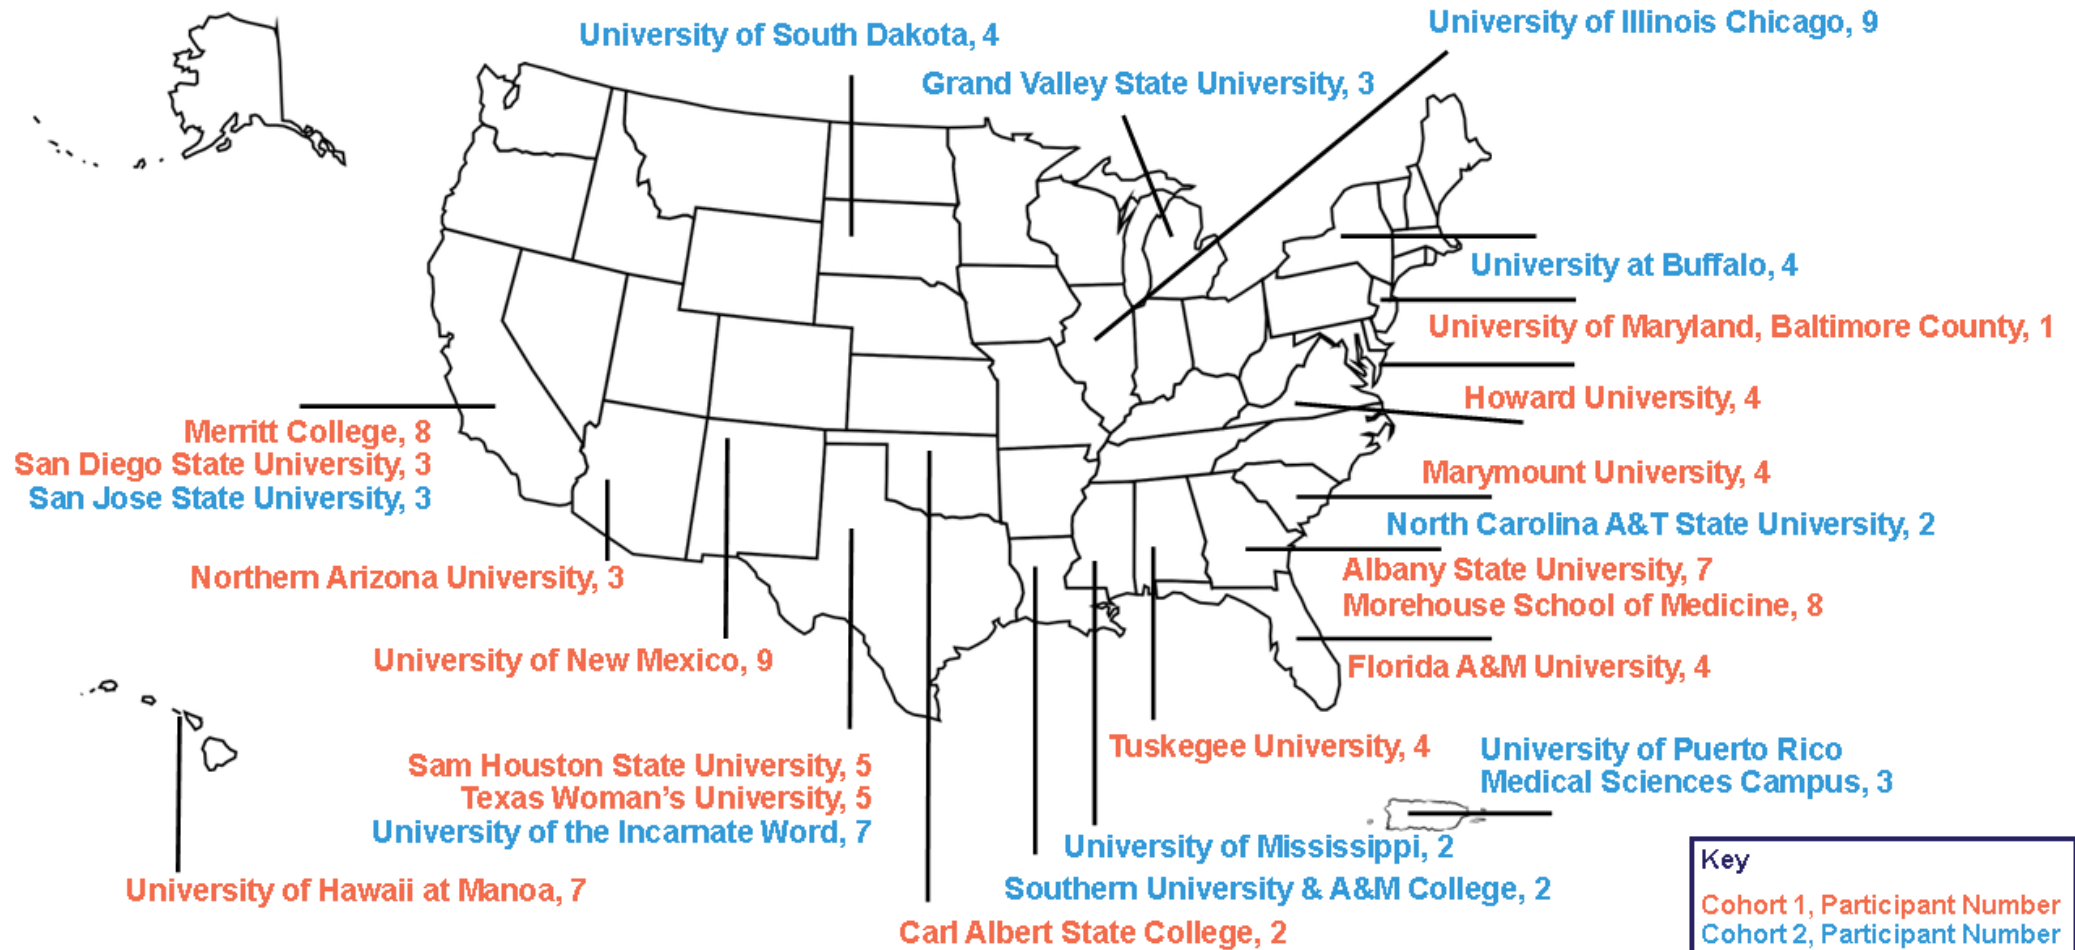 University of South Dakota, 4
University of Illinois Chicago, 9
Grand Valley State University, 3
University at Buffalo, 4
University of Maryland, Baltimore County, 1
Howard University, 4
Merritt College, 8
San Diego State University, 3
San Jose State University, 3
Marymount University, 4
North Carolina A&T State University, 2
Northern Arizona University, 3
Albany State University, 7
Morehouse School of Medicine, 8
University of New Mexico, 9
Florida A&M University, 4
Sam Houston State University, 5
Texas Woman's University, 5
University of the Incarnate Word, 7
Tuskegee University, 4
University of Puerto Rico
Medical Sciences Campus, 3
University of Mississippi, 2
Southern University & A&M College, 2
University of Hawaii at Manoa, 7
Carl Albert State College, 2
Key
Cohort 1, Participant Number
Cohort 2, Participant Number